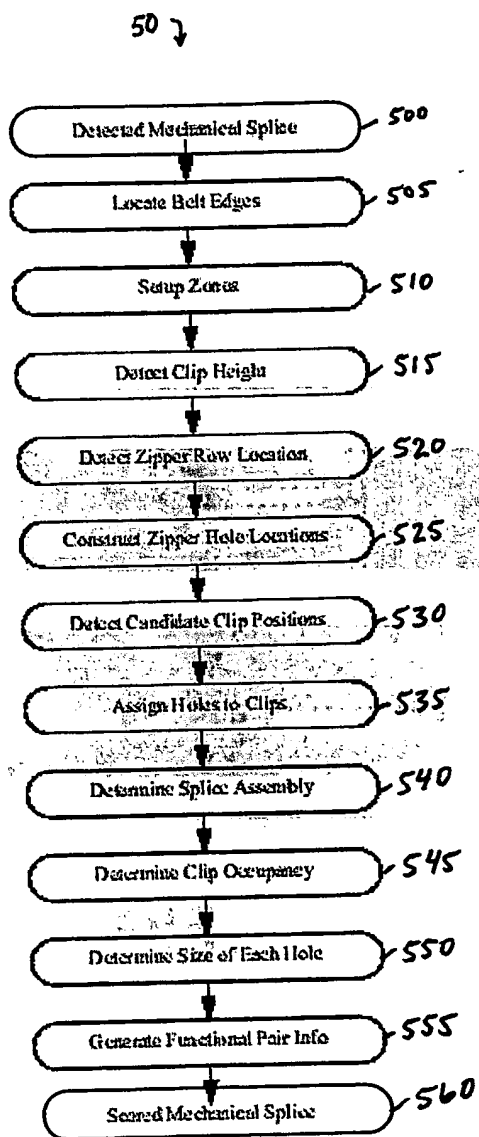 50
Detected Mechanical Splice 500
Locate Belt Edges 505
Setup Zones 510
Detect Clip Height 515
Detect Zipper Row Location 520
Construct Zipper Hole Locations 525
Detect Candidate Clip Positions 530
Assign Holes to Clips 535
Determine Splice Assembly 540
Determine Clip Occupancy 545
Determine Size of Each Hole 550
Generate Functional Pair Info 555
Scored Mechanical Splice 560